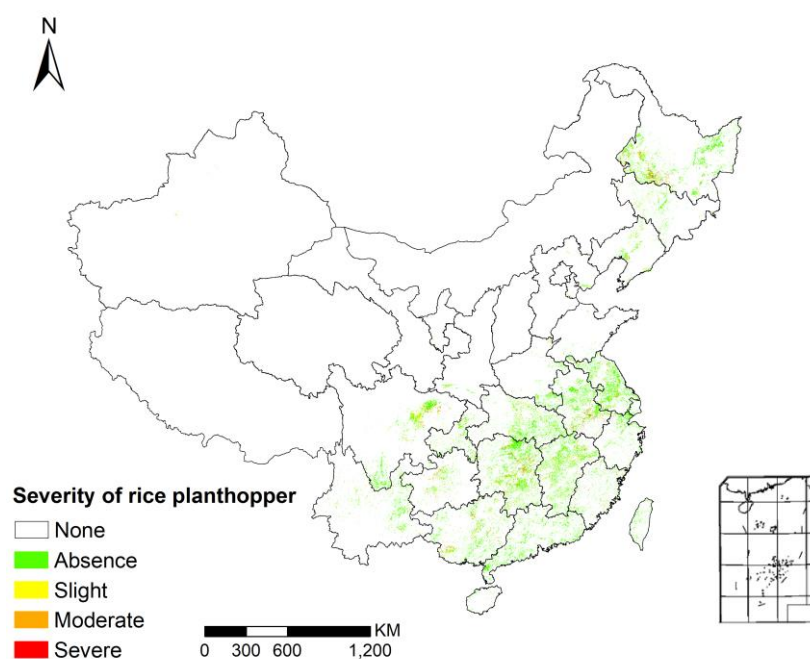 N
Severity of rice planthopper
None
Absence
Slight
Moderate
Severe
KM
0 300 600 1,200